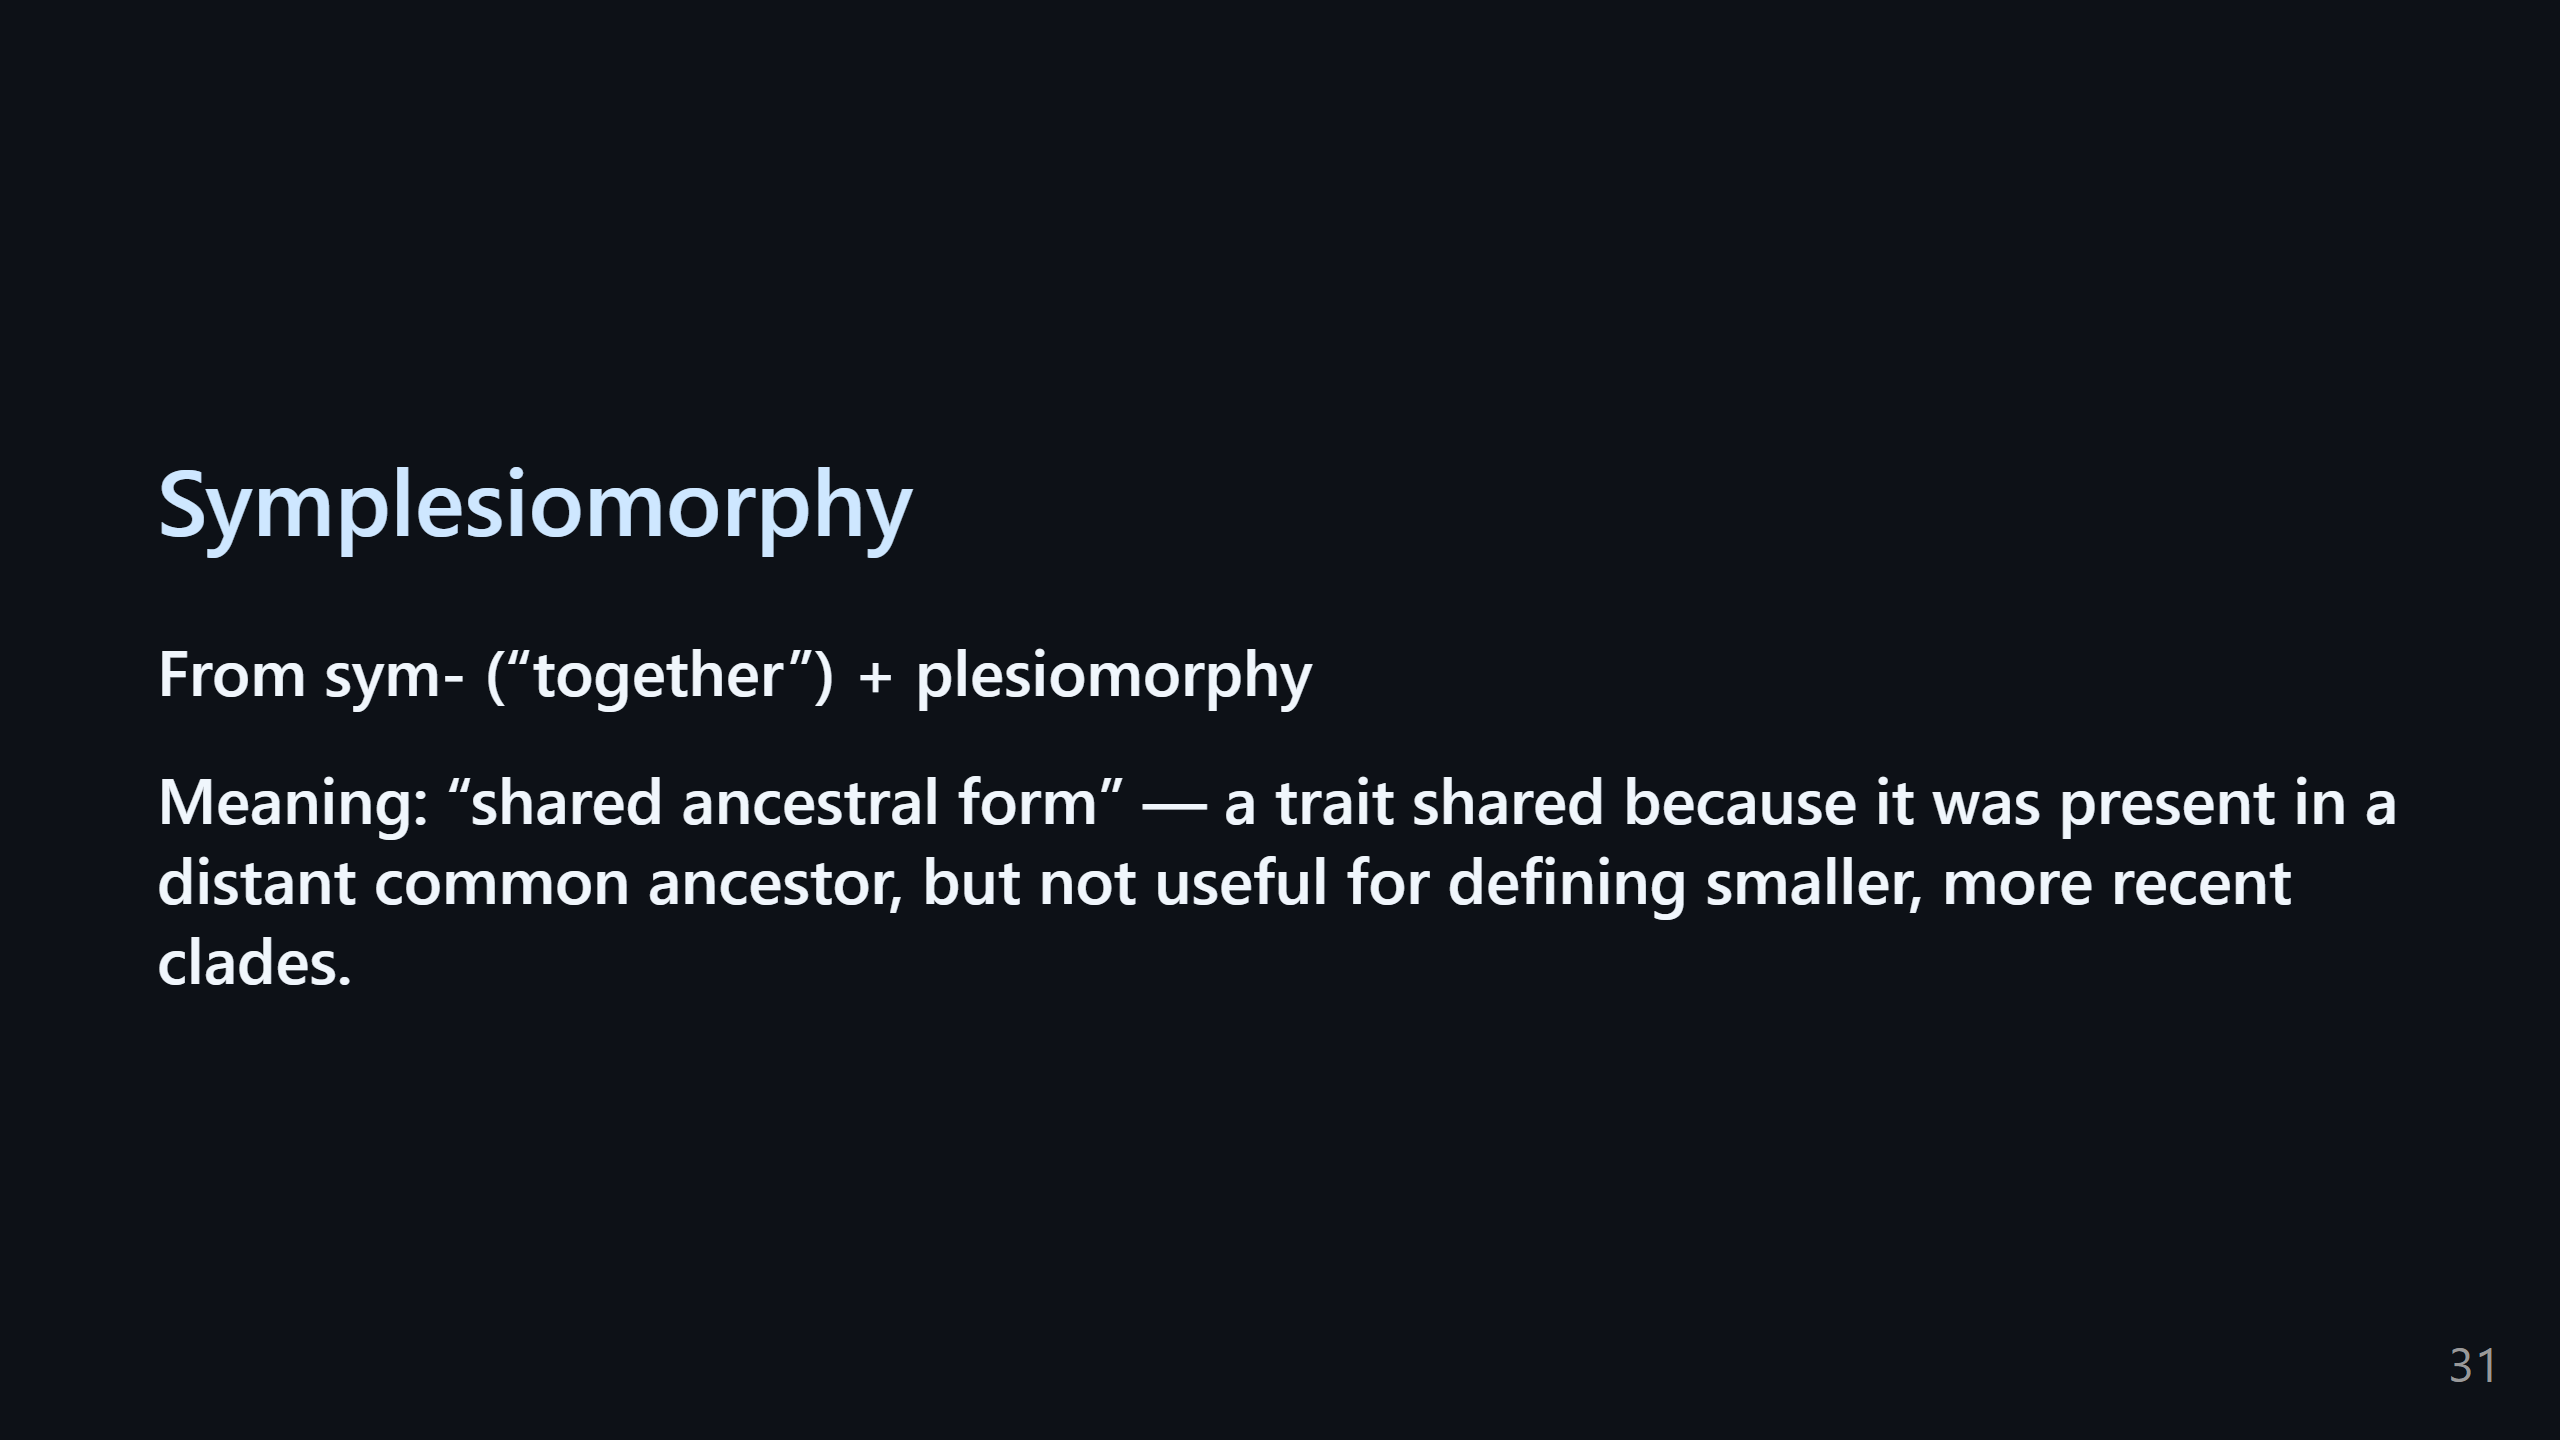 Symplesiomorphy
From sym- (“together”) + plesiomorphy
Meaning: “shared ancestral form” — a trait shared because it was present in a
distant common ancestor, but not useful for defining smaller, more recent
clades.
31